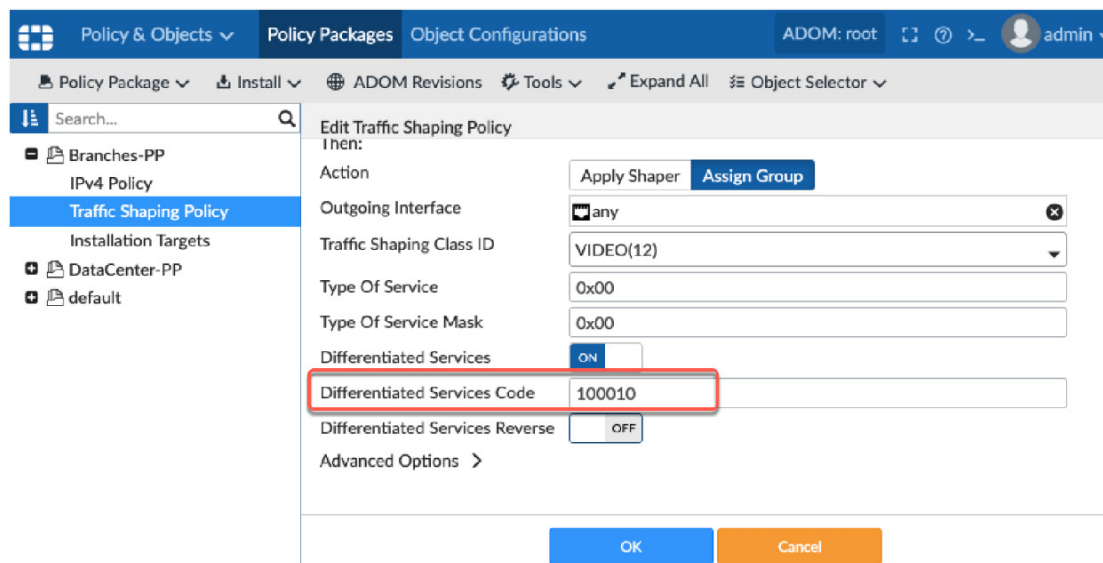 Policy & Objects Policy Packages Object Configurations ADOM: root admin
Policy Package Install ADOM Revisions Tools Expand All Object Selector
Search...
Edit Traffic Shaping Policy
Then:
Branches-PP
IPv4 Policy
Traffic Shaping Policy
Installation Targets
DataCenter-PP
default
Action Apply Shaper Assign Group
Outgoing Interface any
Traffic Shaping Class ID VIDEO(12)
Type Of Service 0x00
Type Of Service Mask 0x00
Differentiated Services ON
Differentiated Services Code 100010
Differentiated Services Reverse OFF
Advanced Options
OK Cancel